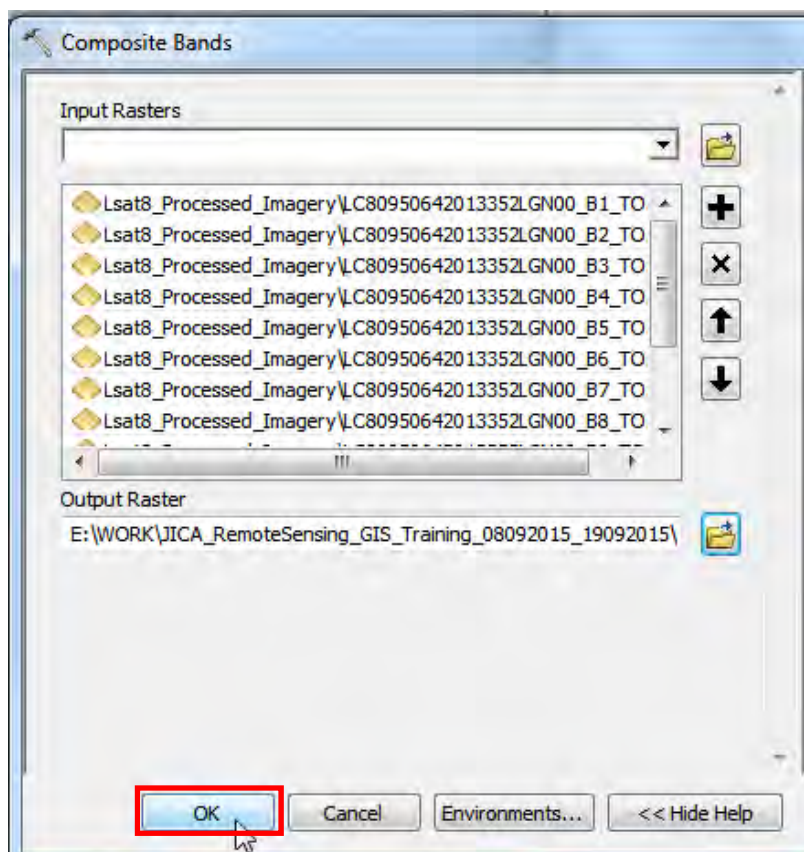 Composite Bands
Input Rasters
Lsat8_Processed_Imagery\LC80950642013352LGN00_B1_TO
Lsat8_Processed_Imagery\LC80950642013352LGN00_B2_TO
Lsat8_Processed_Imagery\LC80950642013352LGN00_B3_TO
Lsat8_Processed_Imagery\LC80950642013352LGN00_B4_TO
Lsat8_Processed_Imagery\LC80950642013352LGN00_B5_TO
Lsat8_Processed_Imagery\LC80950642013352LGN00_B6_TO
Lsat8_Processed_Imagery\LC80950642013352LGN00_B7_TO
Lsat8_Processed_Imagery\LC80950642013352LGN00_B8_TO
Output Raster
E:\WORK\JICA_RemoteSensing_GIS_Training_08092015_19092015\
OK Cancel Environments... << Hide Help